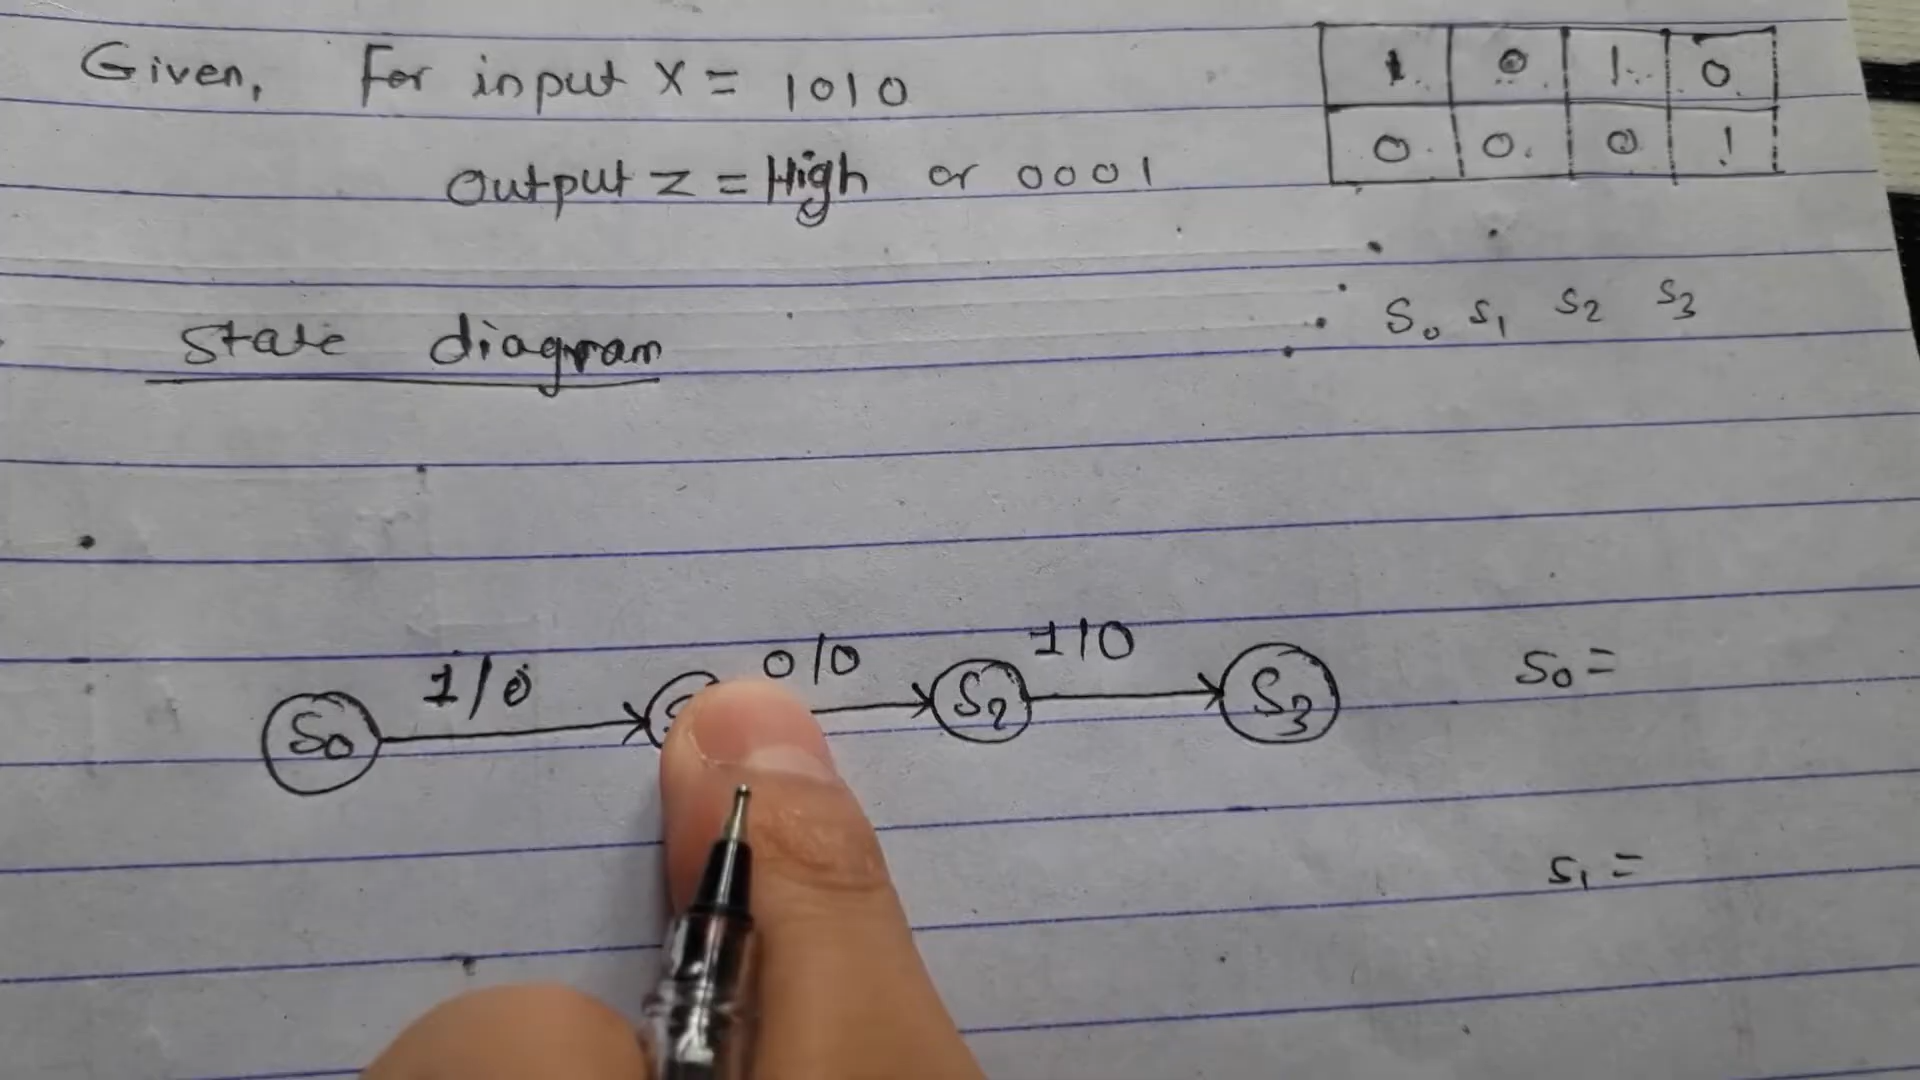 Given, For input X = 1010
Output Z = High or 0001
1 0 1 0
0 0 0 1
S0 S1 S2 S3
State diagram
1/0 0/0 1/0
S0 S2 S3
S0 =
S1 =